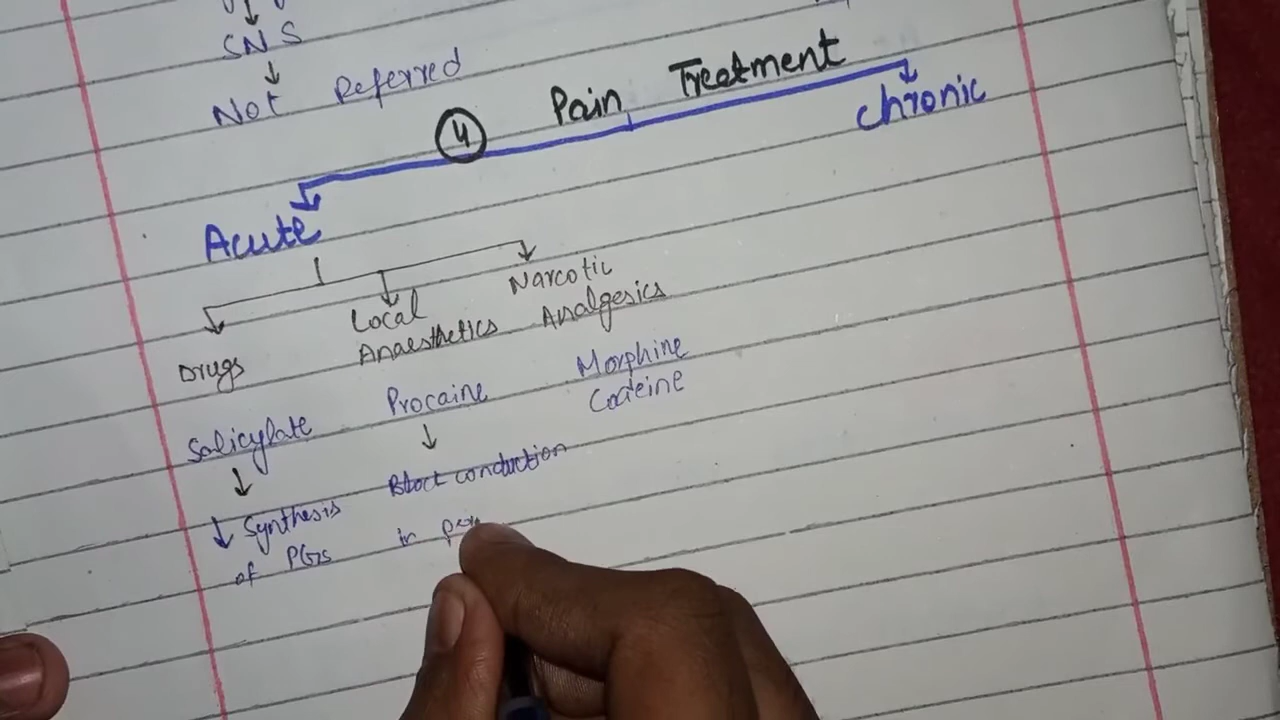 SNS
Not Referred
4 Pain Treatment
Acute
Chronic
Drugs
Local
Anaesthetics
Narcotic
Analgesics
Salicylate
↓ Synthesis
of PGs
Procaine
Block conduction
in
Morphine
Codeine